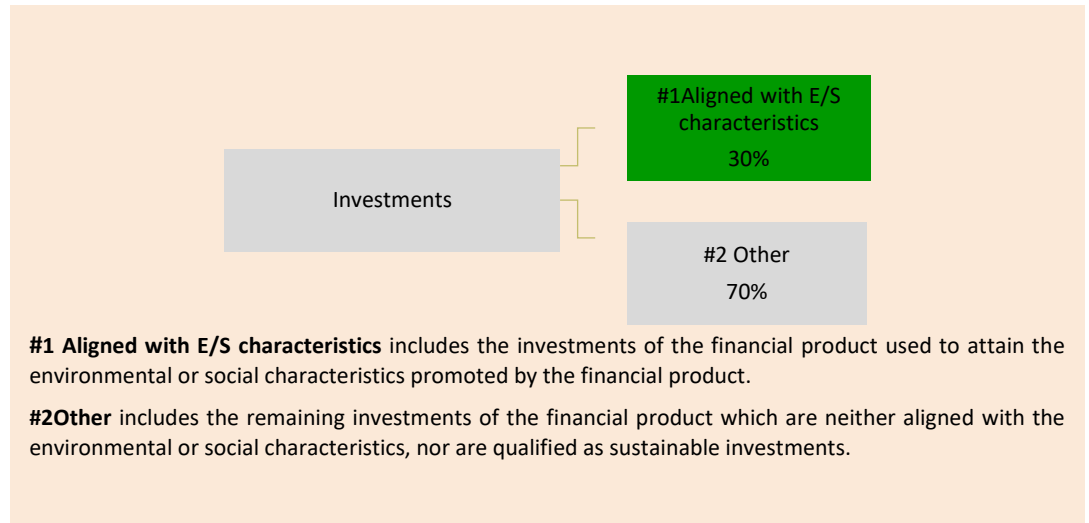 #1Aligned with E/S
characteristics
30%
Investments
#2 Other
70%
#1 Aligned with E/S characteristics includes the investments of the financial product used to attain the
environmental or social characteristics promoted by the financial product.
#2Other includes the remaining investments of the financial product which are neither aligned with the
environmental or social characteristics, nor are qualified as sustainable investments.